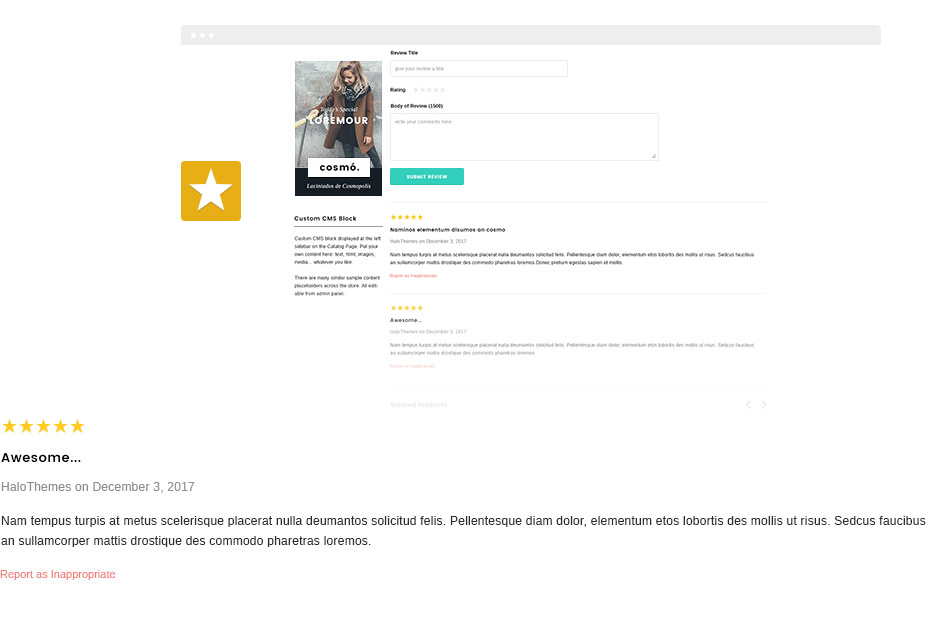 Review Title
give your review a title
Rating
Body of Review (1500)
write your comments here
SUBMIT REVIEW
Teddy's Special
LOREMOUR
cosmó.
Laciniados de Cosmopolis
Custom CMS Block
Custom CMS block displayed at the left
sidebar on the Catalog Page. Put your
own content here: text, html, images,
media... whatever you like.
There are many similar sample content
placeholders across the store. All edit-
able from admin panel.
Naminos elementum disumos an cosmo
HaloThemes on December 3, 2017
Nam tempus turpis at metus scelerisque placerat nulla deumantos solicitud felis. Pellentesque diam dolor, elementum etos lobortis des mollis ut risus. Sedcus faucibus
an sullamcorper mattis drostique des commodo pharetras loremos.Donec pretium egestas sapien et mollis.
Report as Inappropriate
Awesome...
HaloThemes on December 3, 2017
Nam tempus turpis at metus scelerisque placerat nulla deumantos solicitud felis. Pellentesque diam dolor, elementum etos lobortis des mollis ut risus. Sedcus faucibus
an sullamcorper mattis drostique des commodo pharetras loremos.
Report as Inappropriate
Related Products
Awesome...
HaloThemes on December 3, 2017
Nam tempus turpis at metus scelerisque placerat nulla deumantos solicitud felis. Pellentesque diam dolor, elementum etos lobortis des mollis ut risus. Sedcus faucibus
an sullamcorper mattis drostique des commodo pharetras loremos.
Report as Inappropriate